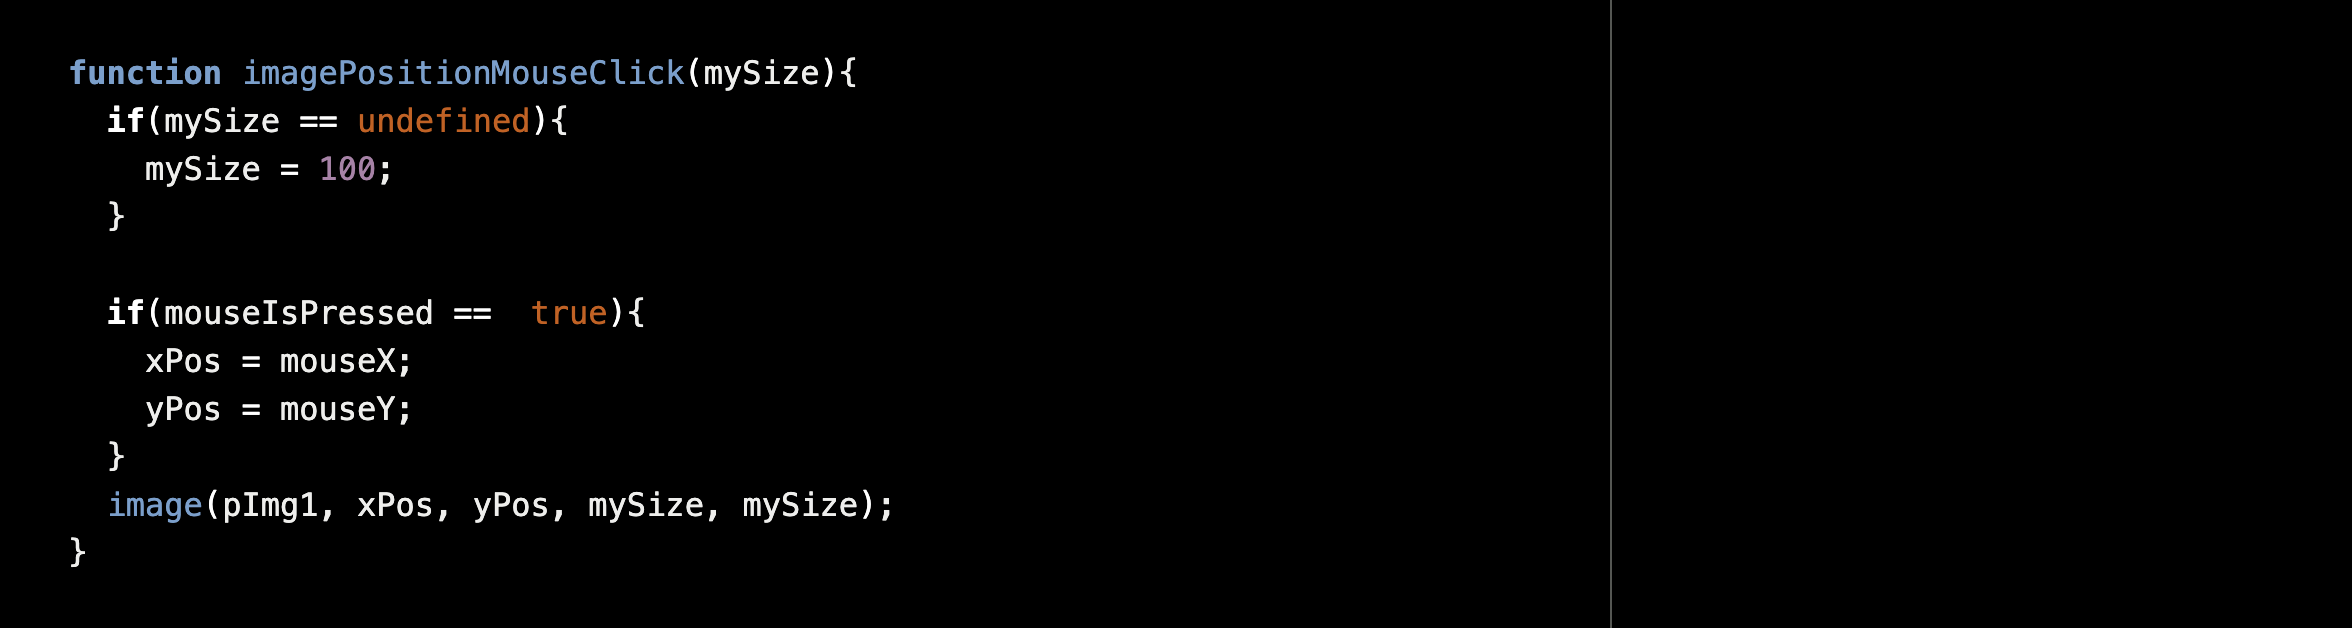 function imagePositionMouseClick(mySize){
  if(mySize == undefined){
    mySize = 100;
  }

  if(mouseIsPressed ==  true){
    xPos = mouseX;
    yPos = mouseY;
  }
  image(pImg1, xPos, yPos, mySize, mySize);
}